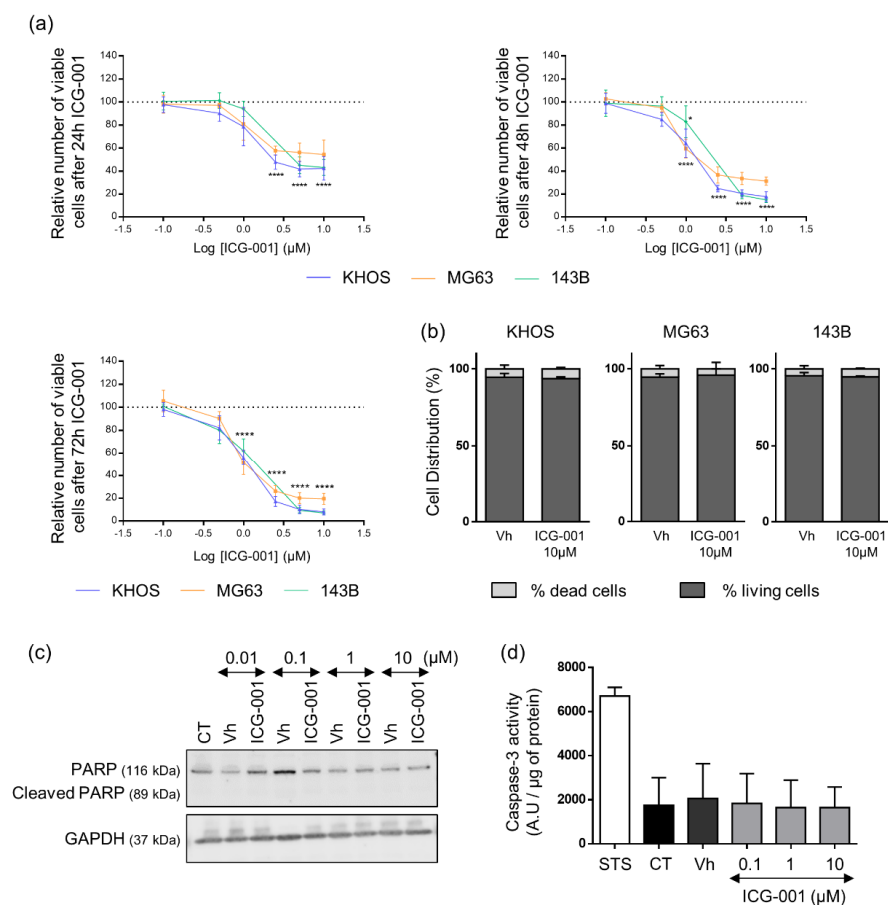 (a)
Relative number of viable
cells after 24h ICG-001
140
120
100
80
60
40
20
0
-1.5 -1.0 -0.5 0.0 0.5 1.0 1.5
Log [ICG-001] (µM)
**** **** ****
Relative number of viable
cells after 48h ICG-001
140
120
100
80
60
40
20
0
-1.5 -1.0 -0.5 0.0 0.5 1.0 1.5
Log [ICG-001] (µM)
*
**** **** **** ****
KHOS MG63 143B
Relative number of viable
cells after 72h ICG-001
140
120
100
80
60
40
20
0
-1.5 -1.0 -0.5 0.0 0.5 1.0 1.5
Log [ICG-001] (µM)
**** **** **** ****
KHOS MG63 143B
(b)
KHOS MG63 143B
Cell Distribution (%)
100
50
0
Vh ICG-001
10µM
100
50
0
Vh ICG-001
10µM
100
50
0
Vh ICG-001
10µM
% dead cells % living cells
(c)
0.01 0.1 1 10 (µM)
CT Vh ICG-001 Vh ICG-001 Vh ICG-001 Vh ICG-001
PARP (116 kDa)
Cleaved PARP (89 kDa)
GAPDH (37 kDa)
(d)
Caspase-3 activity
(A.U / µg of protein)
8000
6000
4000
2000
0
STS CT Vh 0.1 1 10
ICG-001 (µM)